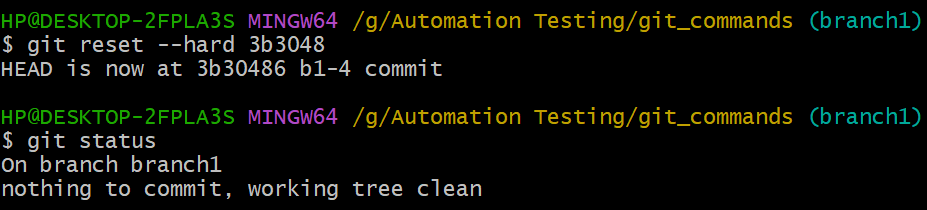 HP@DESKTOP-2FPLA3S MINGW64 /g/Automation Testing/git_commands (branch1)
$ git reset --hard 3b3048
HEAD is now at 3b30486 b1-4 commit
HP@DESKTOP-2FPLA3S MINGW64 /g/Automation Testing/git_commands (branch1)
$ git status
On branch branch1
nothing to commit, working tree clean